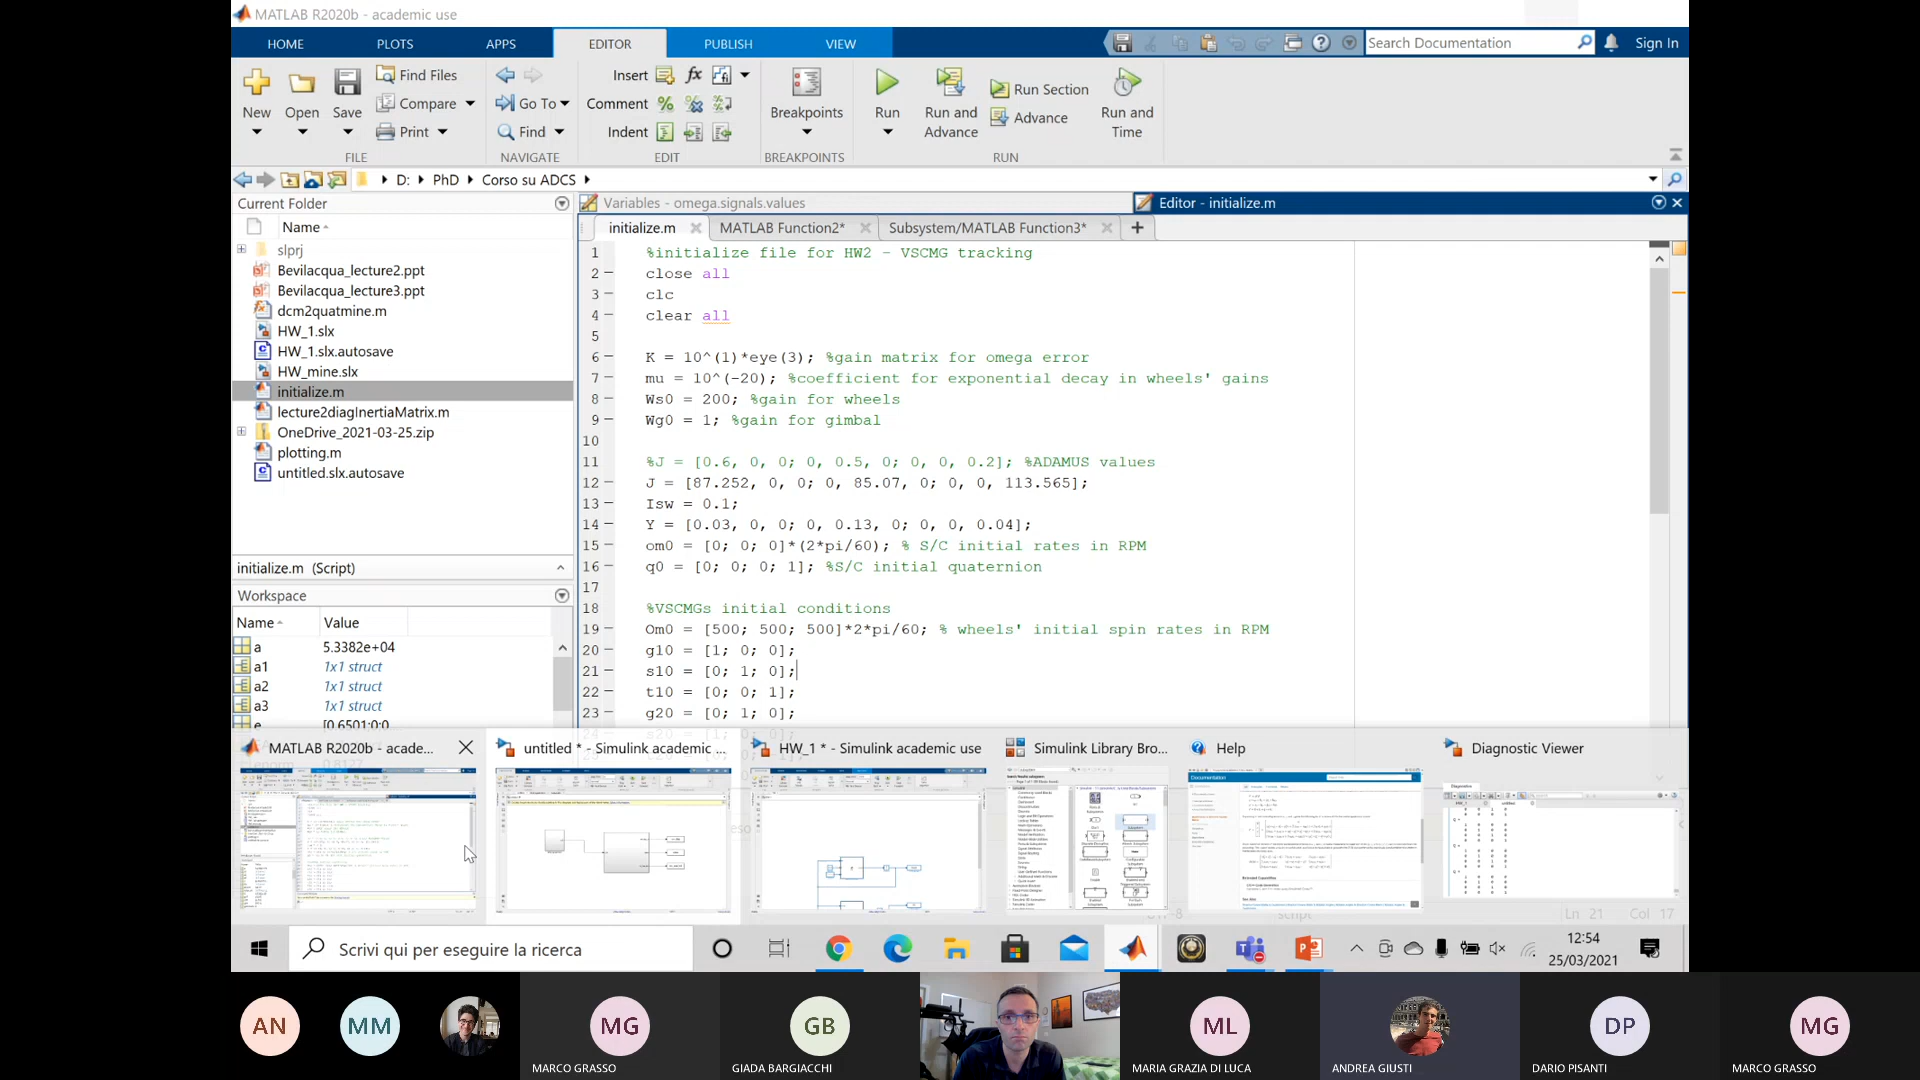 MATLAB R2020b - academic use
HOME PLOTS APPS EDITOR PUBLISH VIEW Search Documentation Sign In
New Open Save Find Files Compare Print
Go To Find
Insert Comment Indent
Breakpoints
Run Run and Advance Run Section Advance Run and Time
FILE NAVIGATE EDIT BREAKPOINTS RUN
D: PhD Corso su ADCS
Current Folder
Name
slprj
Bevilacqua_lecture2.ppt
Bevilacqua_lecture3.ppt
dcm2quatmine.m
HW_1.slx
HW_1.slx.autosave
HW_mine.slx
initialize.m
lecture2diagInertiaMatrix.m
OneDrive_2021-03-25.zip
plotting.m
untitled.slx.autosave
initialize.m (Script)
Workspace
Name Value
a 5.3382e+04
a1 1x1 struct
a2 1x1 struct
a3 1x1 struct
e [0.6501;0;0
Variables - omega.signals.values
Editor - initialize.m
initialize.m MATLAB Function2* Subsystem/MATLAB Function3*
1 %initialize file for HW2 - VSCMG tracking
2 close all
3 clc
4 clear all
5
6 K = 10^(1)*eye(3); %gain matrix for omega error
7 mu = 10^(-20); %coefficient for exponential decay in wheels' gains
8 Ws0 = 200; %gain for wheels
9 Wg0 = 1; %gain for gimbal
10
11 %J = [0.6, 0, 0; 0, 0.5, 0; 0, 0, 0.2]; %ADAMUS values
12 J = [87.252, 0, 0; 0, 85.07, 0; 0, 0, 113.565];
13 Isw = 0.1;
14 Y = [0.03, 0, 0; 0, 0.13, 0; 0, 0, 0.04];
15 om0 = [0; 0; 0]*(2*pi/60); % S/C initial rates in RPM
16 q0 = [0; 0; 0; 1]; %S/C initial quaternion
17
18 %VSCMGs initial conditions
19 Om0 = [500; 500; 500]*2*pi/60; % wheels' initial spin rates in RPM
20 g10 = [1; 0; 0];
21 s10 = [0; 1; 0];
22 t10 = [0; 0; 1];
23 g20 = [0; 1; 0];
MATLAB R2020b - acade...
untitled * - Simulink academic ...
HW_1 * - Simulink academic use
Simulink Library Bro...
Help
Diagnostic Viewer
script Ln 21 Col 17
Scrivi qui per eseguire la ricerca
12:54
25/03/2021
AN MM MG GB ML DP MG
MARCO GRASSO
GIADA BARGIACCHI
MARIA GRAZIA DI LUCA
ANDREA GIUSTI
DARIO PISANTI
MARCO GRASSO